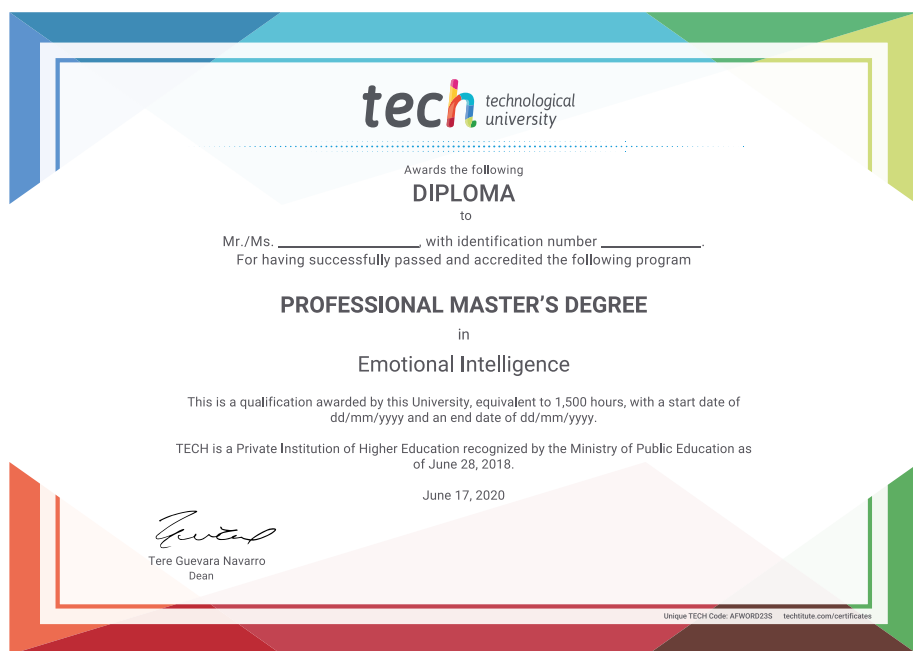 tech technological
university
Awards the following
DIPLOMA
to
Mr./Ms. ____________________, with identification number ______________.
For having successfully passed and accredited the following program
PROFESSIONAL MASTER'S DEGREE
in
Emotional Intelligence
This is a qualification awarded by this University, equivalent to 1,500 hours, with a start date of
dd/mm/yyyy and an end date of dd/mm/yyyy.
TECH is a Private Institution of Higher Education recognized by the Ministry of Public Education as
of June 28, 2018.
June 17, 2020
Tere Guevara Navarro
Dean
Unique TECH Code: AFWORD23S techtitute.com/certificates